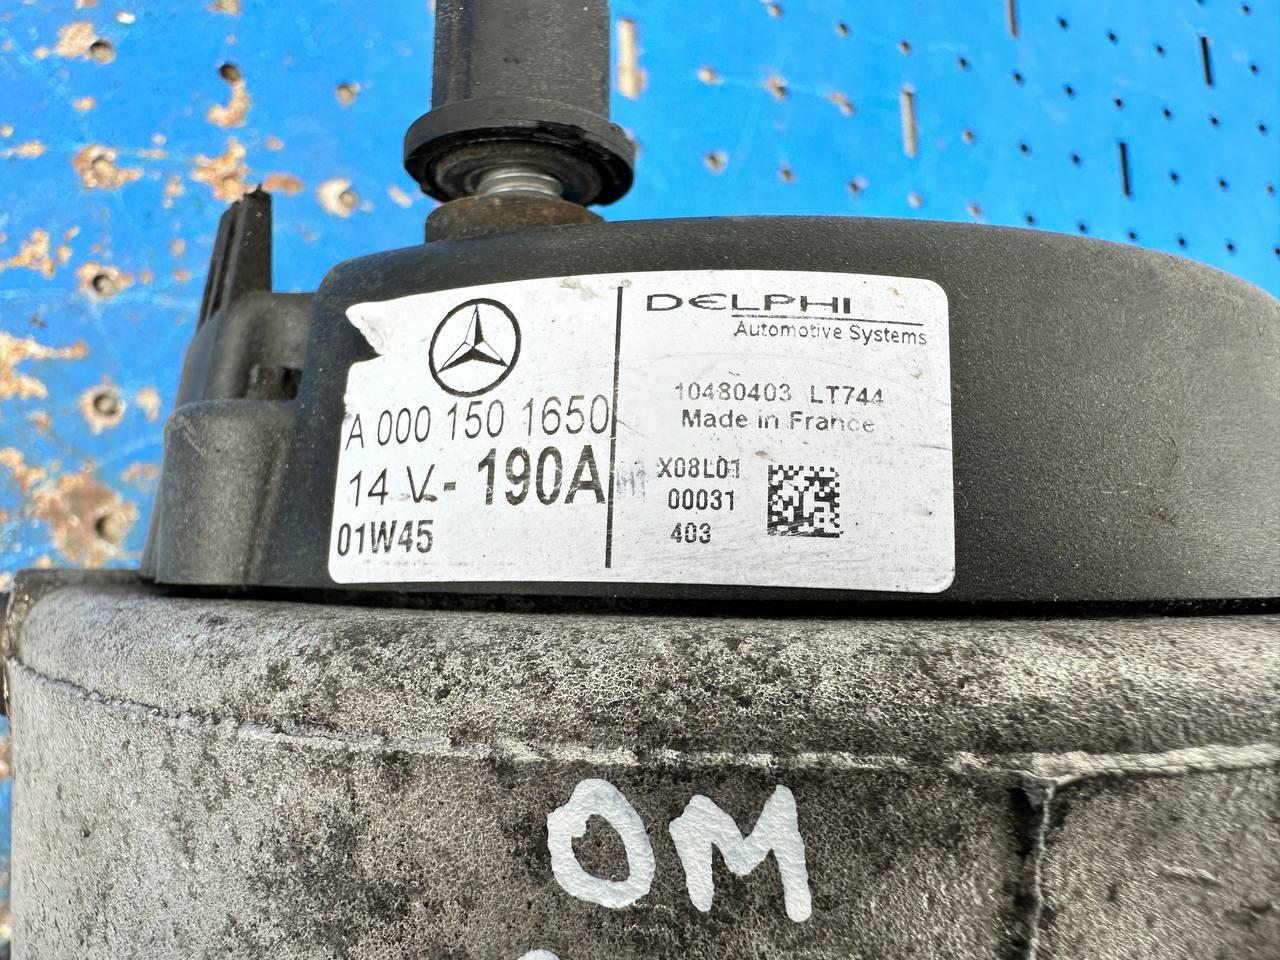 A 000 150 1650
14 V - 190A
01W45
DELPHI
Automotive Systems
10480403 LT744
Made in France
X08L01
00031
403
OM